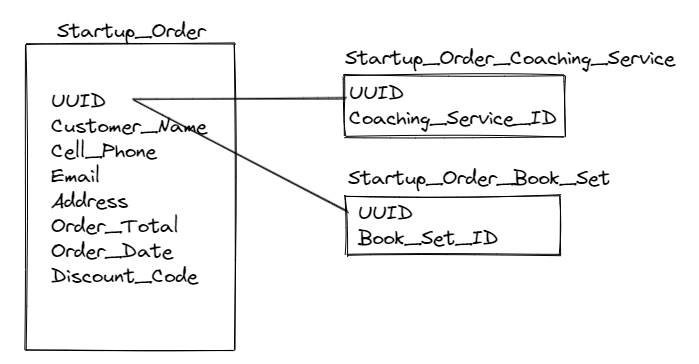 Startup_Order
UUID
Customer_Name
Cell_Phone
Email
Address
Order_Total
Order_Date
Discount_Code
Startup_Order_Coaching_Service
UUID
Coaching_Service_ID
Startup_Order_Book_Set
UUID
Book_Set_ID